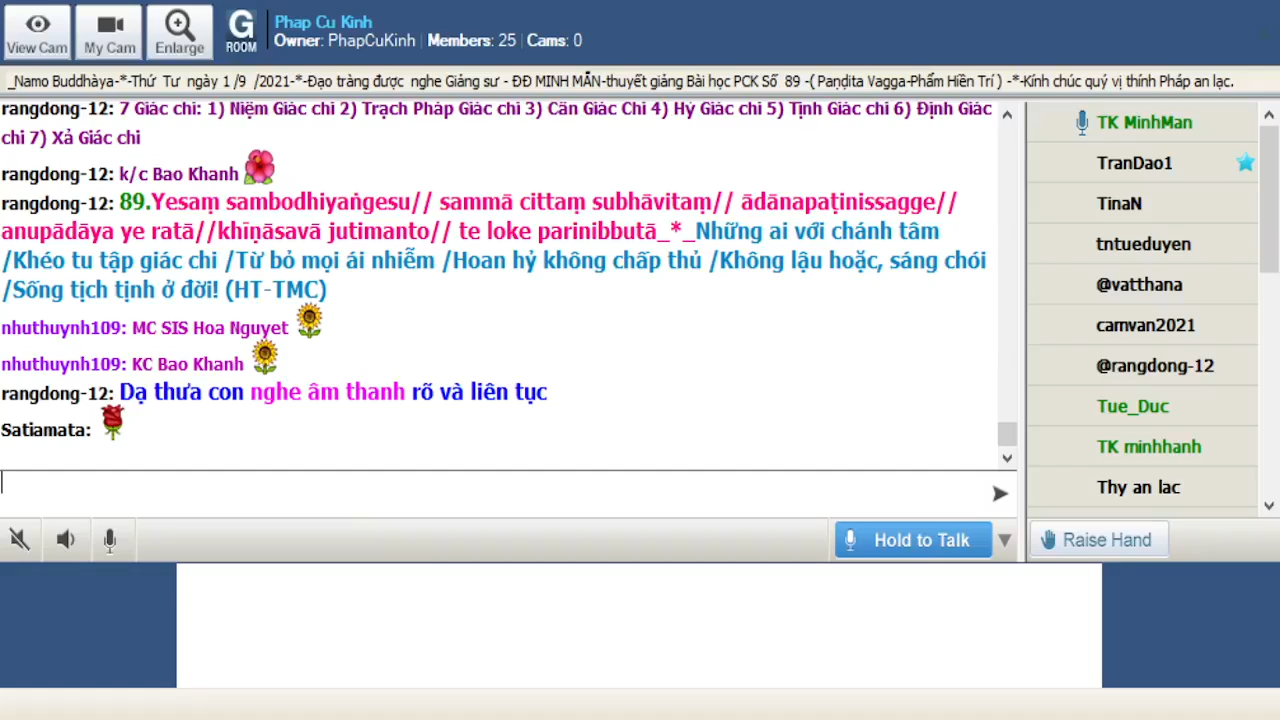 View Cam
My Cam
Enlarge
G
ROOM
Phap Cu Kinh
Owner: PhapCuKinh | Members: 25 | Cams: 0
_Namo Buddhàya-*-Thứ Tư ngày 1 /9 /2021-*-Đạo tràng được nghe Giảng sư - ĐĐ MINH MẪN-thuyết giảng Bài học PCK Số 89 -( Paṇḍita Vagga-Phẩm Hiền Trí ) -*-Kính chúc quý vị thính Pháp an lạc.
rangdong-12: 7 Giác chi: 1) Niệm Giác chi 2) Trạch Pháp Giác chi 3) Cần Giác Chi 4) Hỷ Giác chi 5) Tịnh Giác chi 6) Định Giác
chi 7) Xả Giác chi
rangdong-12: k/c Bao Khanh
rangdong-12: 89.Yesaṃ sambodhiyaṅgesu// sammā cittaṃ subhāvitaṃ// ādānapaṭinissagge//
anupādāya ye ratā//khīṇāsavā jutimanto// te loke parinibbutā_*_Những ai với chánh tâm
/Khéo tu tập giác chi /Từ bỏ mọi ái nhiễm /Hoan hỷ không chấp thủ /Không lậu hoặc, sáng chói
/Sống tịch tịnh ở đời! (HT-TMC)
nhuthuynh109: MC SIS Hoa Nguyet
nhuthuynh109: KC Bao Khanh
rangdong-12: Dạ thưa con nghe âm thanh rõ và liên tục
Satiamata:
Hold to Talk
TK MinhMan
TranDao1
TinaN
tntueduyen
@vatthana
camvan2021
@rangdong-12
Tue_Duc
TK minhhanh
Thy an lac
Raise Hand